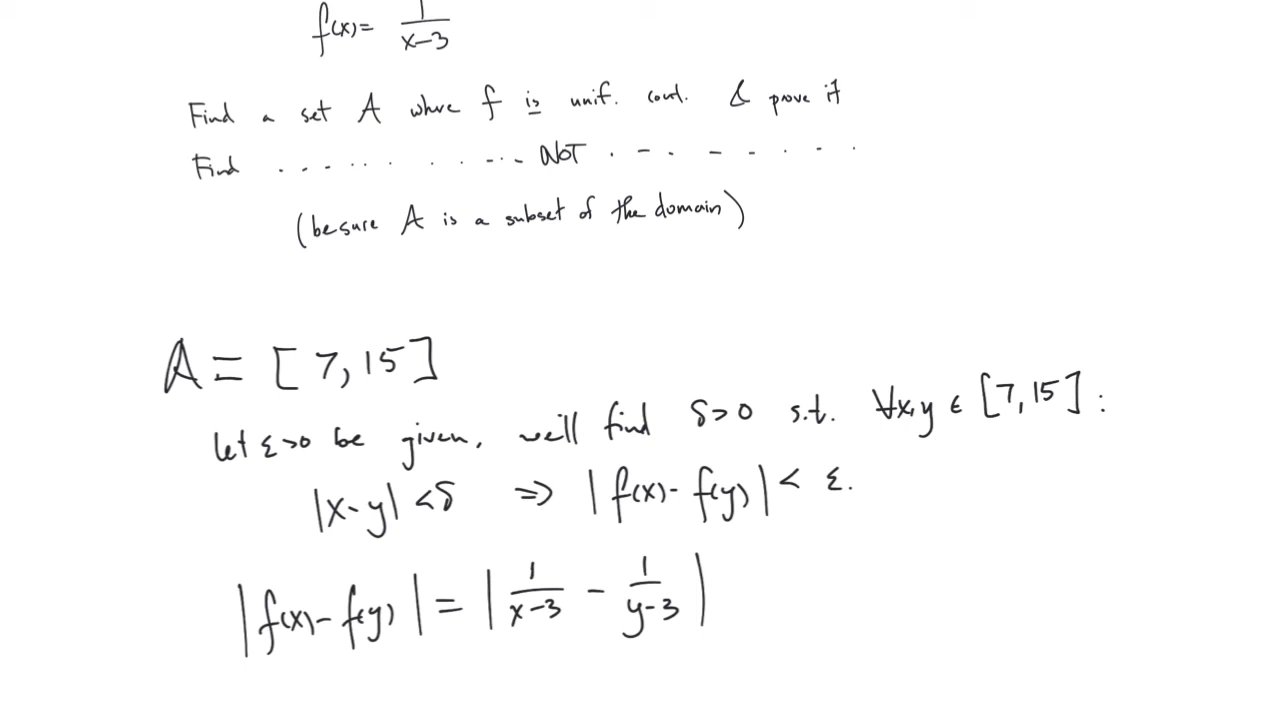 f(x) = 1/(x-3)
Find a set A where f is unif. cont. & prove it
Find . . . . . . . . . . . . NOT . - . - . . . .
(be sure A is a subset of the domain)
A = [7, 15]
Let ε>0 be given, we'll find δ>0 s.t. ∀x,y ∈ [7, 15] :
|x-y| < δ ⇒ |f(x) - f(y)| < ε.
|f(x) - f(y)| = |1/(x-3) - 1/(y-3)|